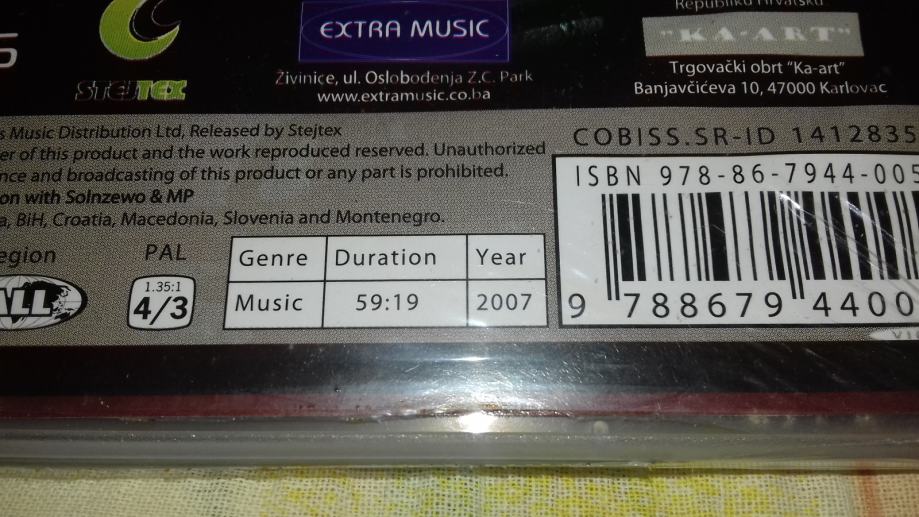 S
STEJTEX
EXTRA MUSIC
Živinice, ul. Oslobođenja Z.C. Park
www.extramusic.co.ba
Republiku Hrvatsku
"KA-ART"
Trgovački obrt "Ka-art"
Banjavčićeva 10, 47000 Karlovac
s Music Distribution Ltd, Released by Stejtex
er of this product and the work reproduced reserved. Unauthorized
nce and broadcasting of this product or any part is prohibited.
on with Solnzewo & MP
a, BiH, Croatia, Macedonia, Slovenia and Montenegro.
COBISS.SR-ID 1412835
ISBN 978-86-7944-005
9 788679 4400
egion
ALL
PAL
1.35:1
4/3
Genre Duration Year
Music 59:19 2007